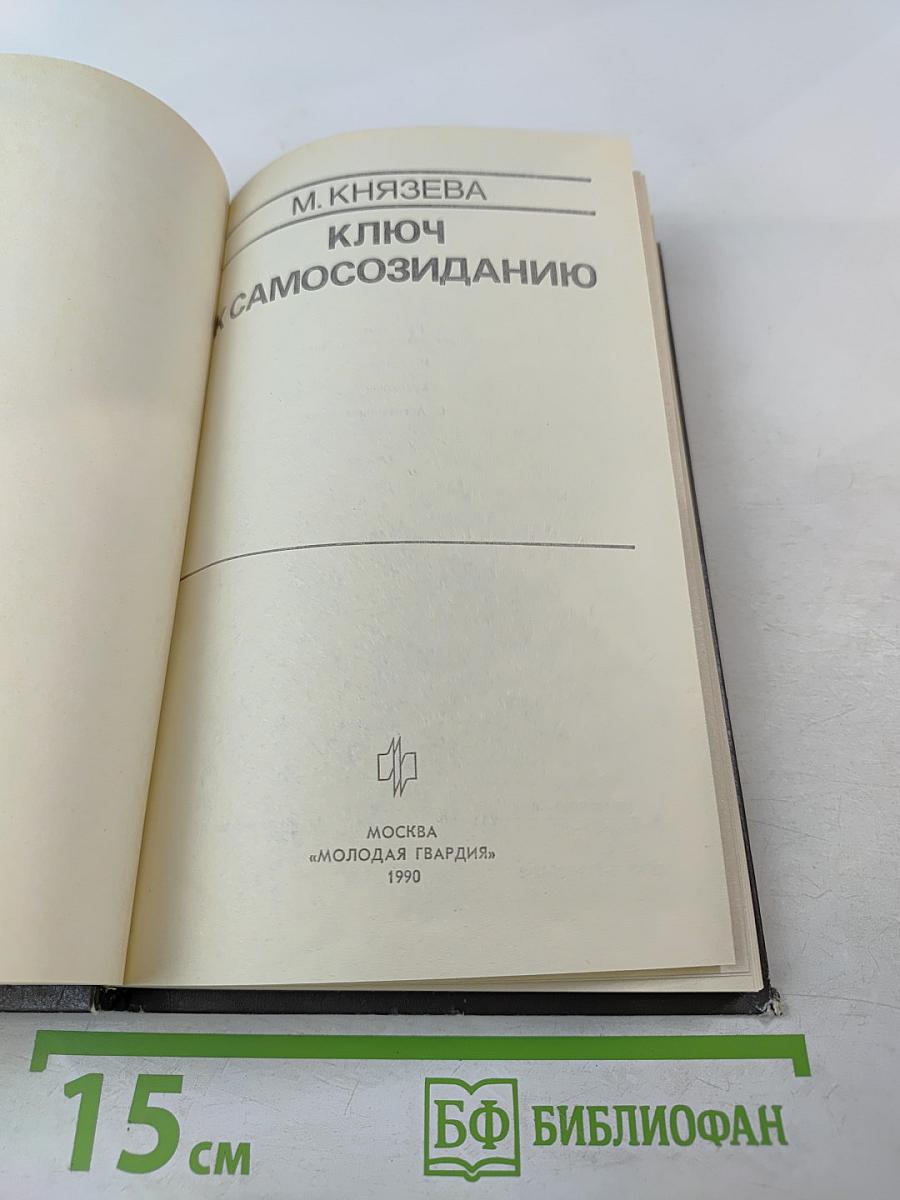 М. КНЯЗЕВА
КЛЮЧ
К САМОСОЗИДАНИЮ
МОСКВА
«МОЛОДАЯ ГВАРДИЯ»
1990
15 см
БФ БИБЛИОФАН